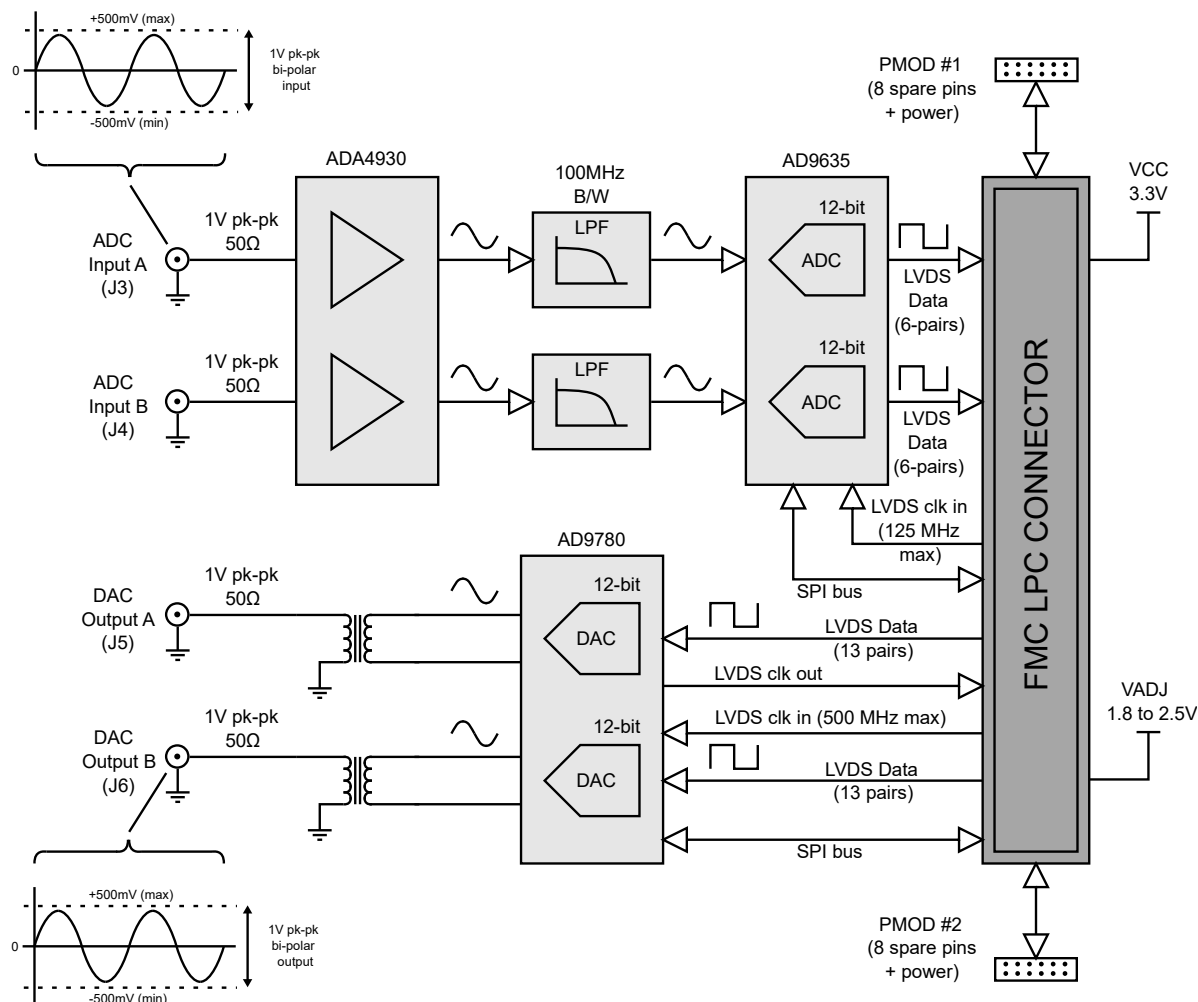 +500mV (max)
0
1V pk-pk
bi-polar
input
-500mV (min)
PMOD #1
(8 spare pins
+ power)
ADA4930
100MHz
B/W
AD9635
VCC
3.3V
ADC
Input A
(J3)
1V pk-pk
50Ω
LPF
12-bit
ADC
LVDS
Data
(6-pairs)
ADC
Input B
(J4)
1V pk-pk
50Ω
LPF
12-bit
ADC
LVDS
Data
(6-pairs)
FMC LPC CONNECTOR
LVDS clk in
(125 MHz
max)
SPI bus
AD9780
DAC
Output A
(J5)
1V pk-pk
50Ω
12-bit
DAC
LVDS Data
(13 pairs)
LVDS clk out
LVDS clk in (500 MHz max)
VADJ
1.8 to 2.5V
DAC
Output B
(J6)
1V pk-pk
50Ω
12-bit
DAC
LVDS Data
(13 pairs)
SPI bus
+500mV (max)
0
1V pk-pk
bi-polar
output
-500mV (min)
PMOD #2
(8 spare pins
+ power)